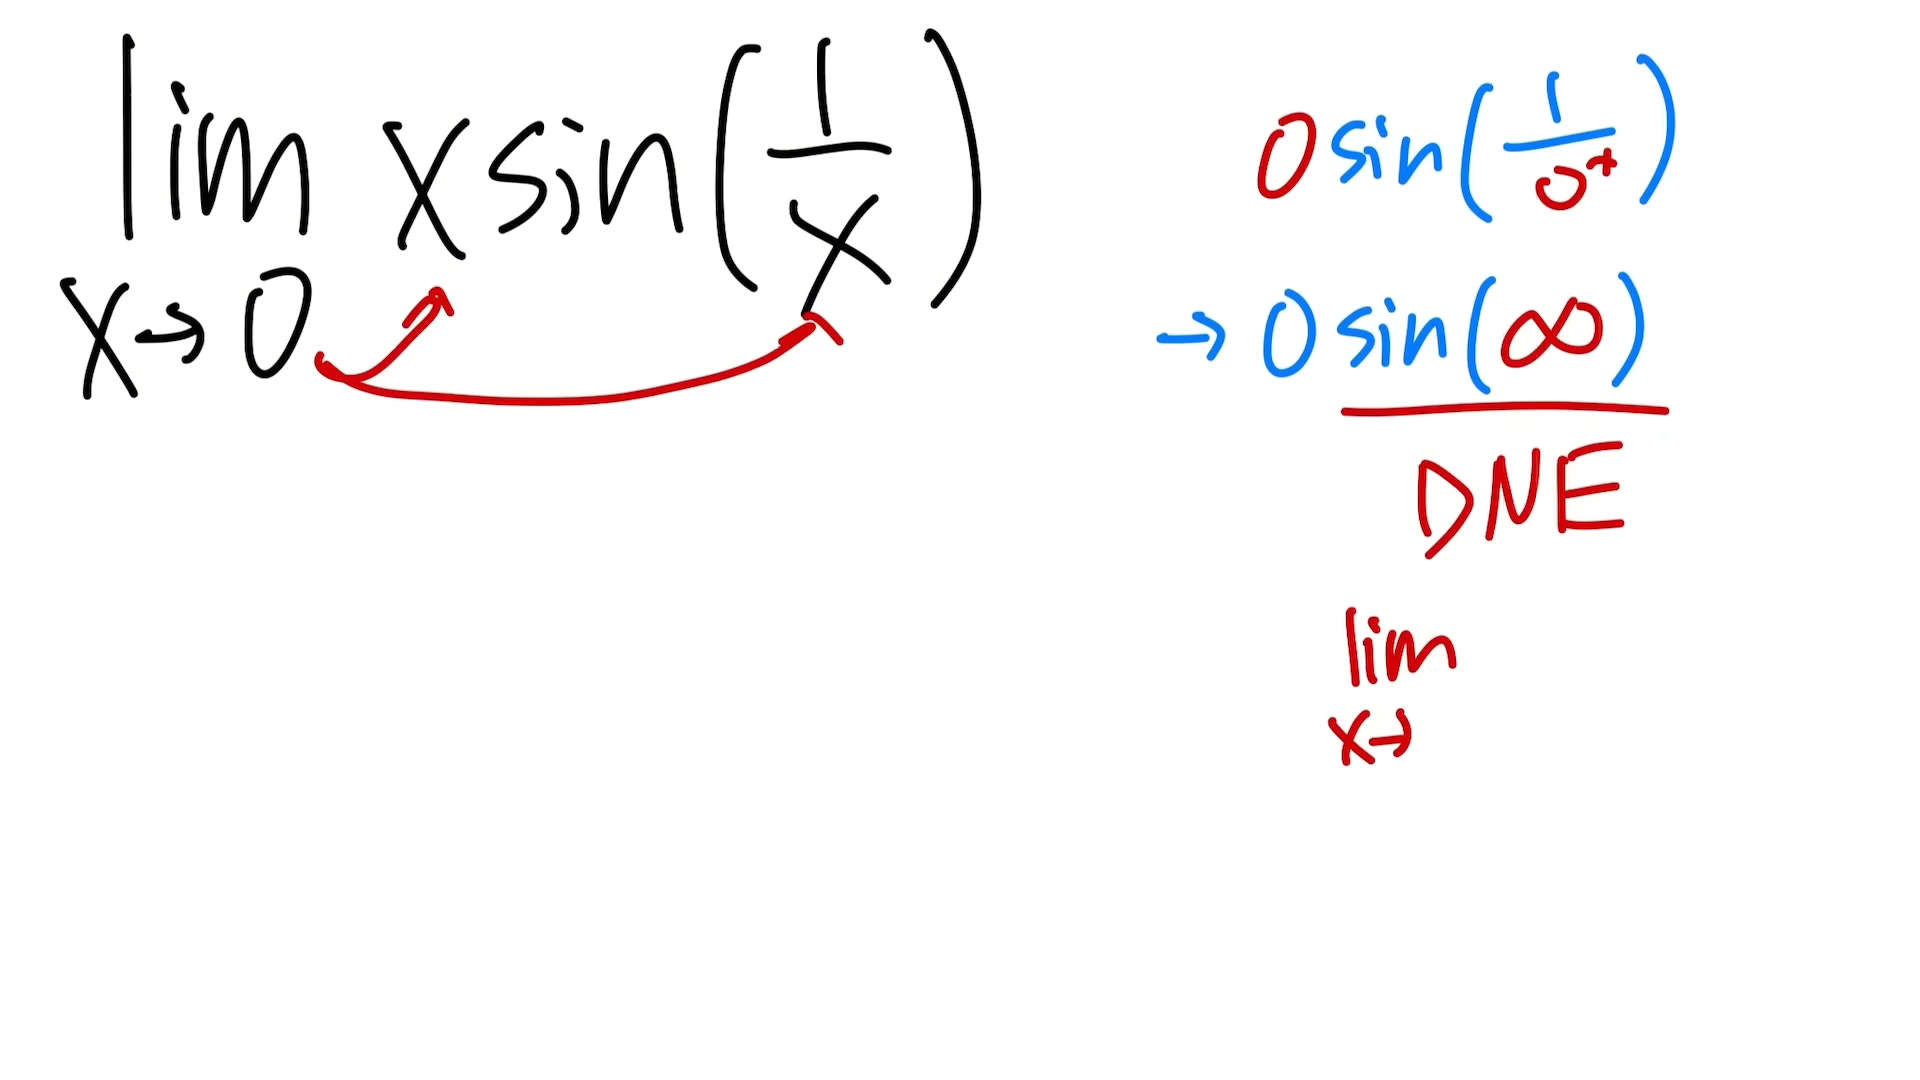 lim x sin(1/x)
x→0
0 sin(1/0⁺)
→ 0 sin(∞)
DNE
lim
x→